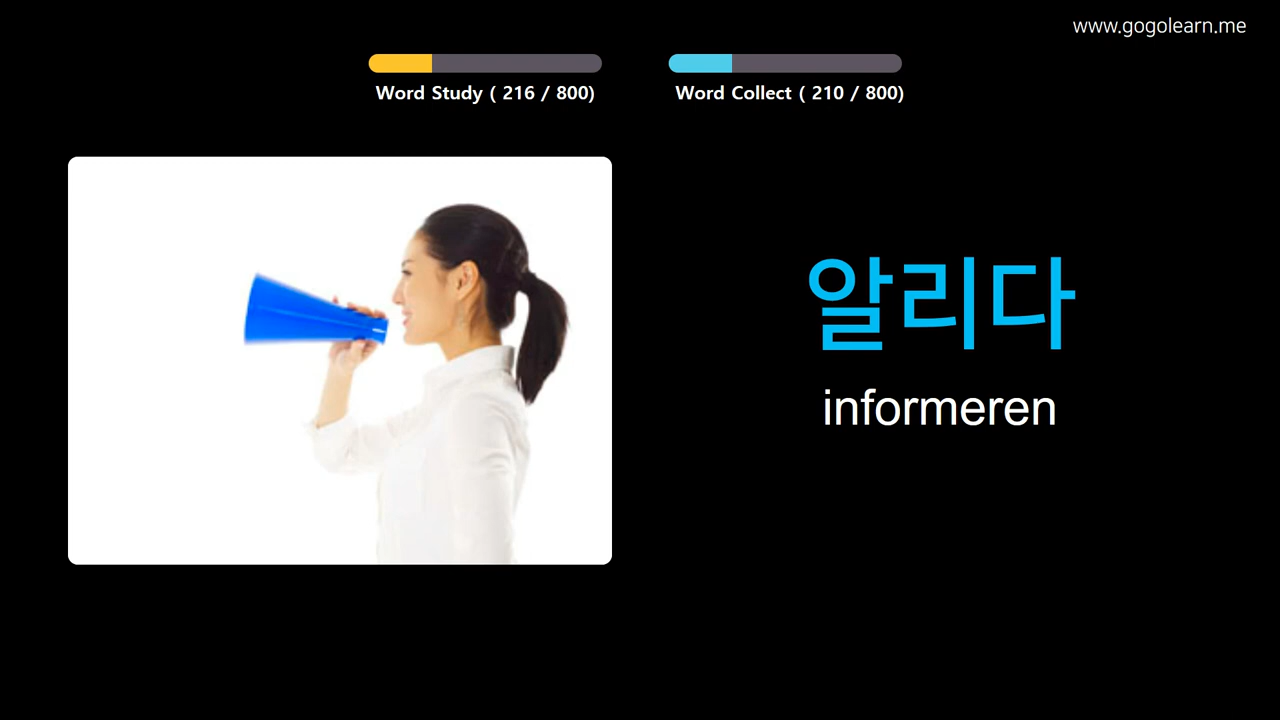 www.gogolearn.me
Word Study ( 216 / 800)
Word Collect ( 210 / 800)
알리다
informeren